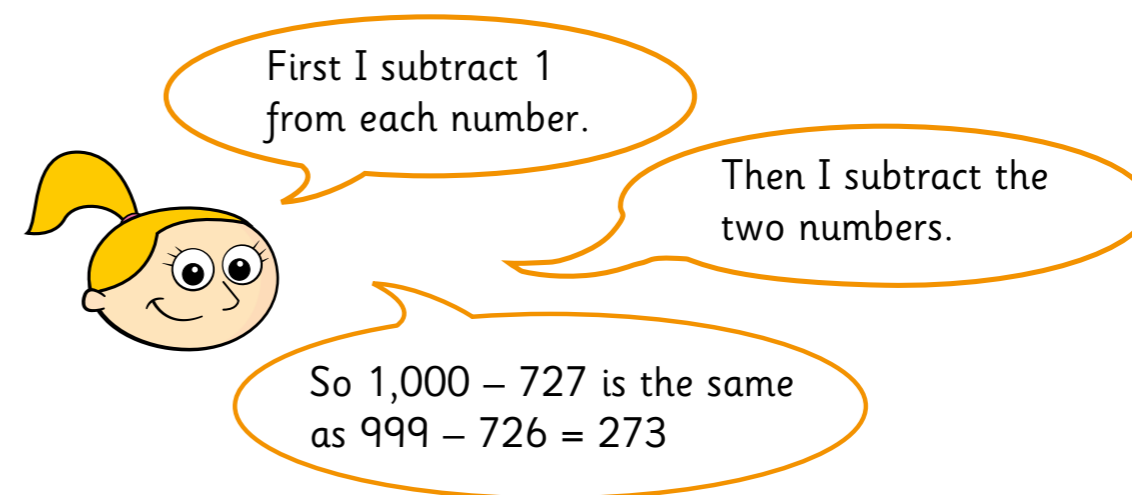 First I subtract 1
from each number.
Then I subtract the
two numbers.
So 1,000 – 727 is the same
as 999 – 726 = 273